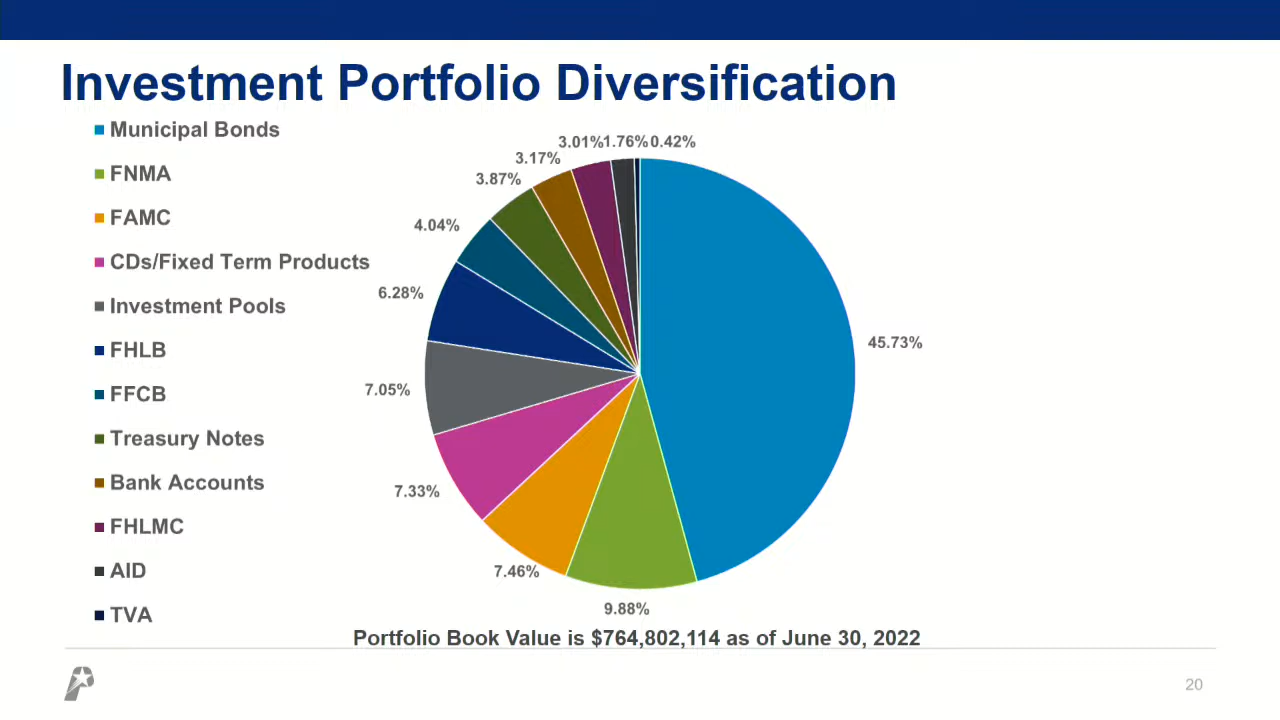 Investment Portfolio Diversification
Municipal Bonds
FNMA
FAMC
CDs/Fixed Term Products
Investment Pools
FHLB
FFCB
Treasury Notes
Bank Accounts
FHLMC
AID
TVA
45.73%
9.88%
7.46%
7.33%
7.05%
6.28%
4.04%
3.87%
3.17%
3.01%
1.76%
0.42%
Portfolio Book Value is $764,802,114 as of June 30, 2022
20